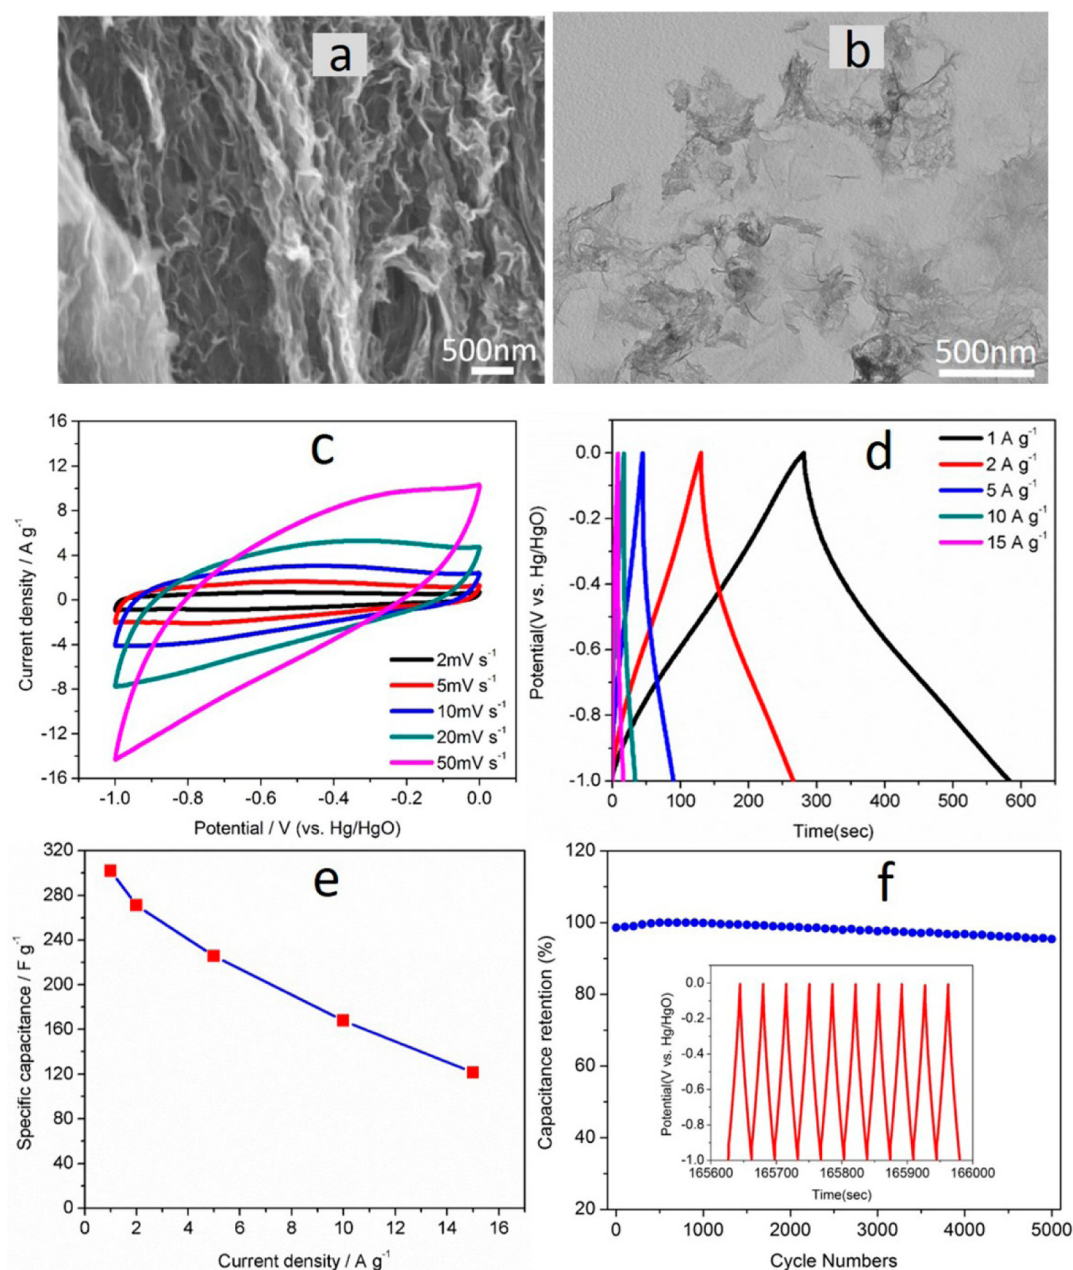 a
b
500nm
500nm
c
16
12
8
4
0
-4
-8
-12
-16
Current density / A g⁻¹
2mV s⁻¹
5mV s⁻¹
10mV s⁻¹
20mV s⁻¹
50mV s⁻¹
-1.0 -0.8 -0.6 -0.4 -0.2 0.0
Potential / V (vs. Hg/HgO)
d
1 A g⁻¹
2 A g⁻¹
5 A g⁻¹
10 A g⁻¹
15 A g⁻¹
0.0
-0.2
-0.4
-0.6
-0.8
-1.0
Potential(V vs. Hg/HgO)
0 100 200 300 400 500 600
Time(sec)
e
320
280
240
200
160
120
80
40
0
Specific capacitance / F g⁻¹
0 2 4 6 8 10 12 14 16
Current density / A g⁻¹
f
120
100
80
60
40
20
Capacitance retention (%)
0.0
-0.2
-0.4
-0.6
-0.8
-1.0
Potential(V vs. Hg/HgO)
165600 165700 165800 165900 166000
Time(sec)
0 1000 2000 3000 4000 5000
Cycle Numbers